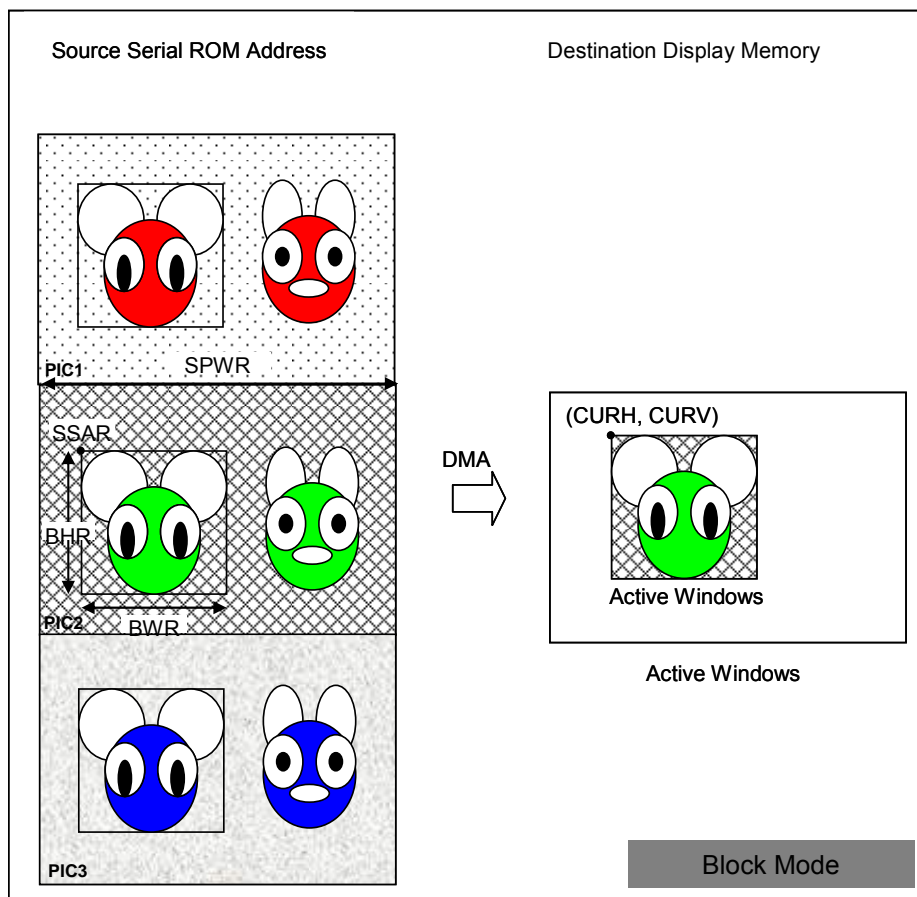 Source Serial ROM Address
Destination Display Memory
SPWR
PIC1
SSAR
BHR
BWR
PIC2
DMA
(CURH, CURV)
Active Windows
Active Windows
PIC3
Block Mode